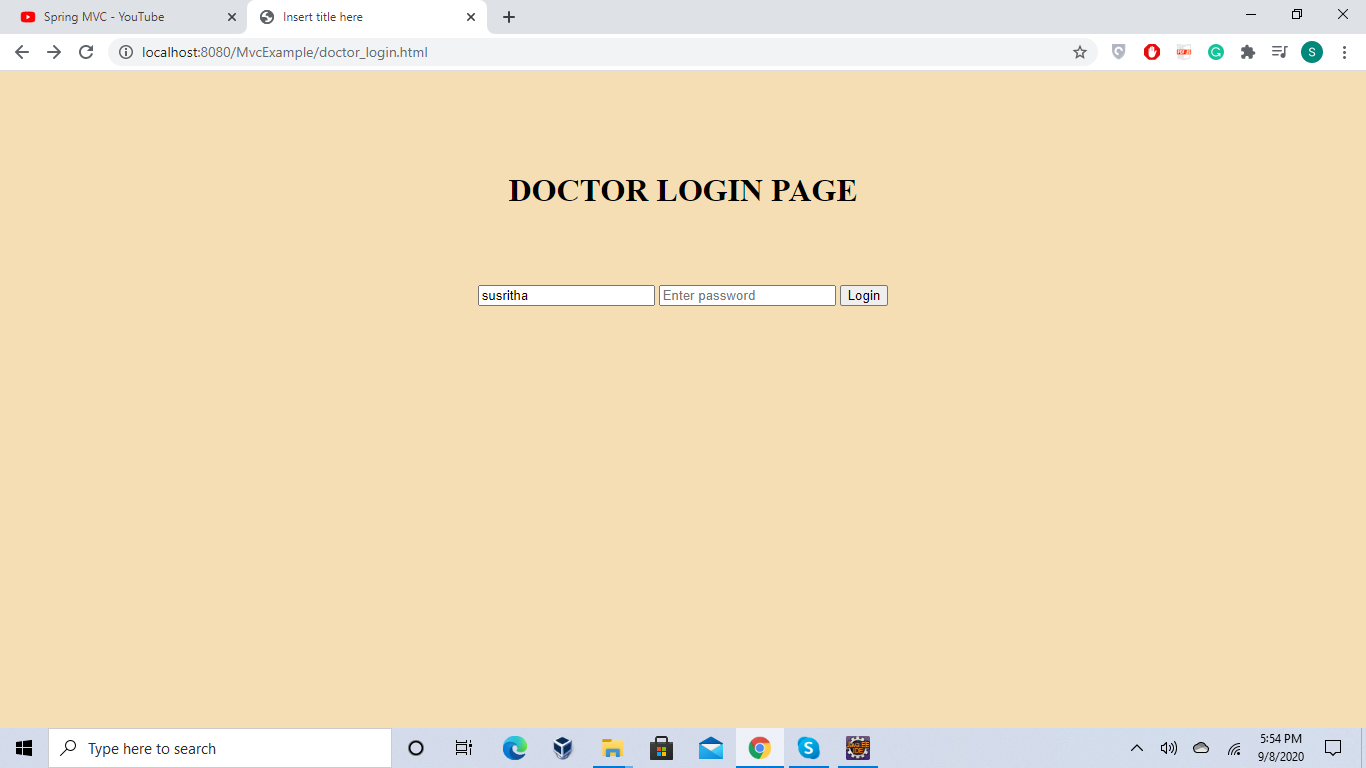 Spring MVC - YouTube
Insert title here
localhost:8080/MvcExample/doctor_login.html
S
DOCTOR LOGIN PAGE
susritha
Enter password
Login
Type here to search
5:54 PM
9/8/2020